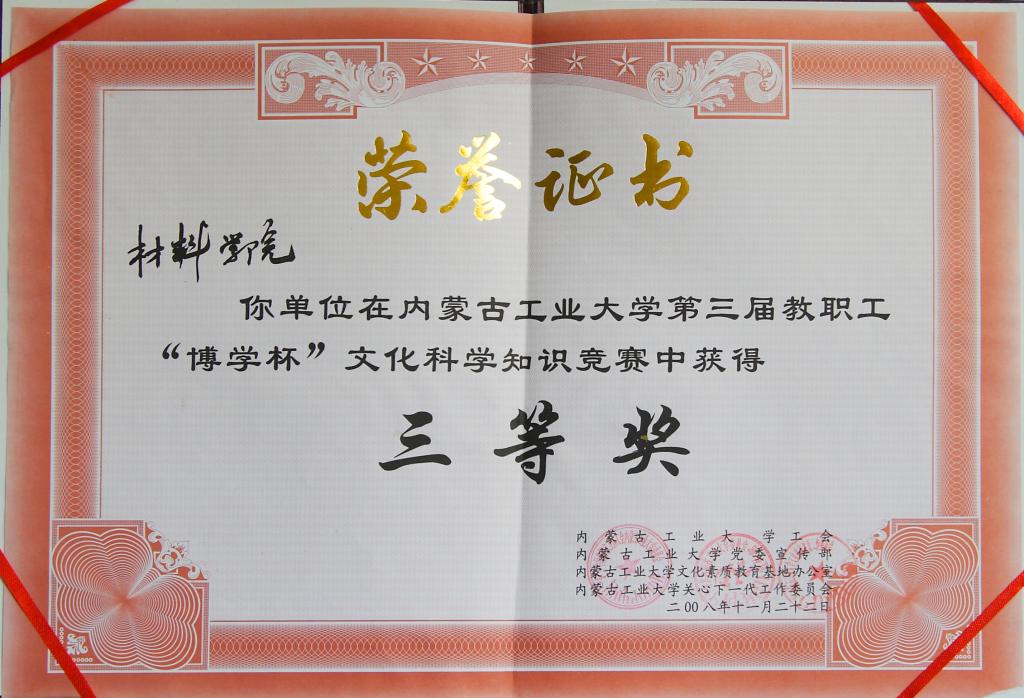 荣誉证书
材料学院
你单位在内蒙古工业大学第三届教职工
“博学杯”文化科学知识竞赛中获得
三等奖
内蒙古工业大学工会
内蒙古工业大学党委宣传部
内蒙古工业大学文化素质教育基地办公室
内蒙古工业大学关心下一代工作委员会
二00八年十一月二十二日